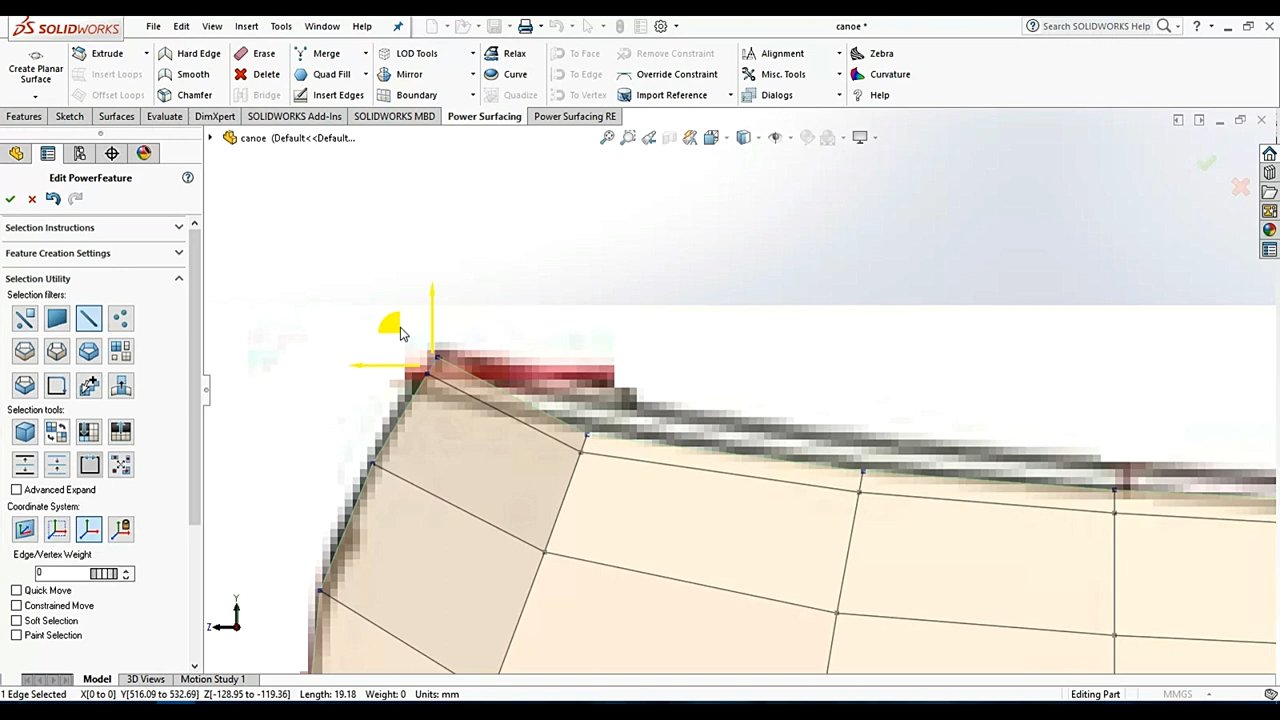 SOLIDWORKS File Edit View Insert Tools Window Help canoe * Search SOLIDWORKS Help
Create Planar Surface
Extrude Hard Edge Erase Merge LOD Tools Relax To Face Remove Constraint Alignment Zebra
Insert Loops Smooth Delete Quad Fill Mirror Curve To Edge Override Constraint Misc. Tools Curvature
Offset Loops Chamfer Bridge Insert Edges Boundary Quadize To Vertex Import Reference Dialogs Help
Features Sketch Surfaces Evaluate DimXpert SOLIDWORKS Add-Ins SOLIDWORKS MBD Power Surfacing Power Surfacing RE
canoe (Default<<Default...
Edit PowerFeature
Selection Instructions
Feature Creation Settings
Selection Utility
Selection filters:
Selection tools:
Advanced Expand
Coordinate System:
Edge/Vertex Weight
0
Quick Move
Constrained Move
Soft Selection
Paint Selection
Y
Z
Model 3D Views Motion Study 1
1 Edge Selected X[0 to 0] Y[516.09 to 532.69] Z[-128.95 to -119.36] Length: 19.18 Weight: 0 Units: mm Editing Part MMGS